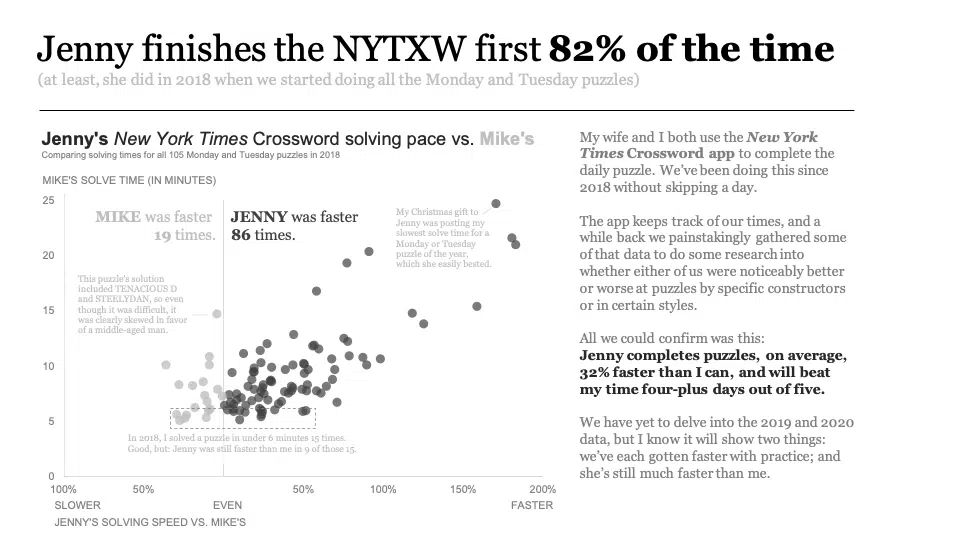 Jenny finishes the NYTXW first 82% of the time
(at least, she did in 2018 when we started doing all the Monday and Tuesday puzzles)
Jenny's New York Times Crossword solving pace vs. Mike's
Comparing solving times for all 105 Monday and Tuesday puzzles in 2018
MIKE'S SOLVE TIME (IN MINUTES)
25
20
15
10
5
0
MIKE was faster
19 times.
JENNY was faster
86 times.
My Christmas gift to
Jenny was posting my
slowest solve time for a
Monday or Tuesday
puzzle of the year,
which she easily bested.
This puzzle's solution
included TENACIOUS D
and STEELYDAN, so even
though it was difficult, it
was clearly skewed in favor
of a middle-aged man.
In 2018, I solved a puzzle in under 6 minutes 15 times.
Good, but: Jenny was still faster than me in 9 of those 15.
100%
50%
50%
100%
150%
200%
SLOWER
EVEN
FASTER
JENNY'S SOLVING SPEED VS. MIKE'S
My wife and I both use the New York
Times Crossword app to complete the
daily puzzle. We've been doing this since
2018 without skipping a day.
The app keeps track of our times, and a
while back we painstakingly gathered some
of that data to do some research into
whether either of us were noticeably better
or worse at puzzles by specific constructors
or in certain styles.
All we could confirm was this:
Jenny completes puzzles, on average,
32% faster than I can, and will beat
my time four-plus days out of five.
We have yet to delve into the 2019 and 2020
data, but I know it will show two things:
we've each gotten faster with practice; and
she's still much faster than me.